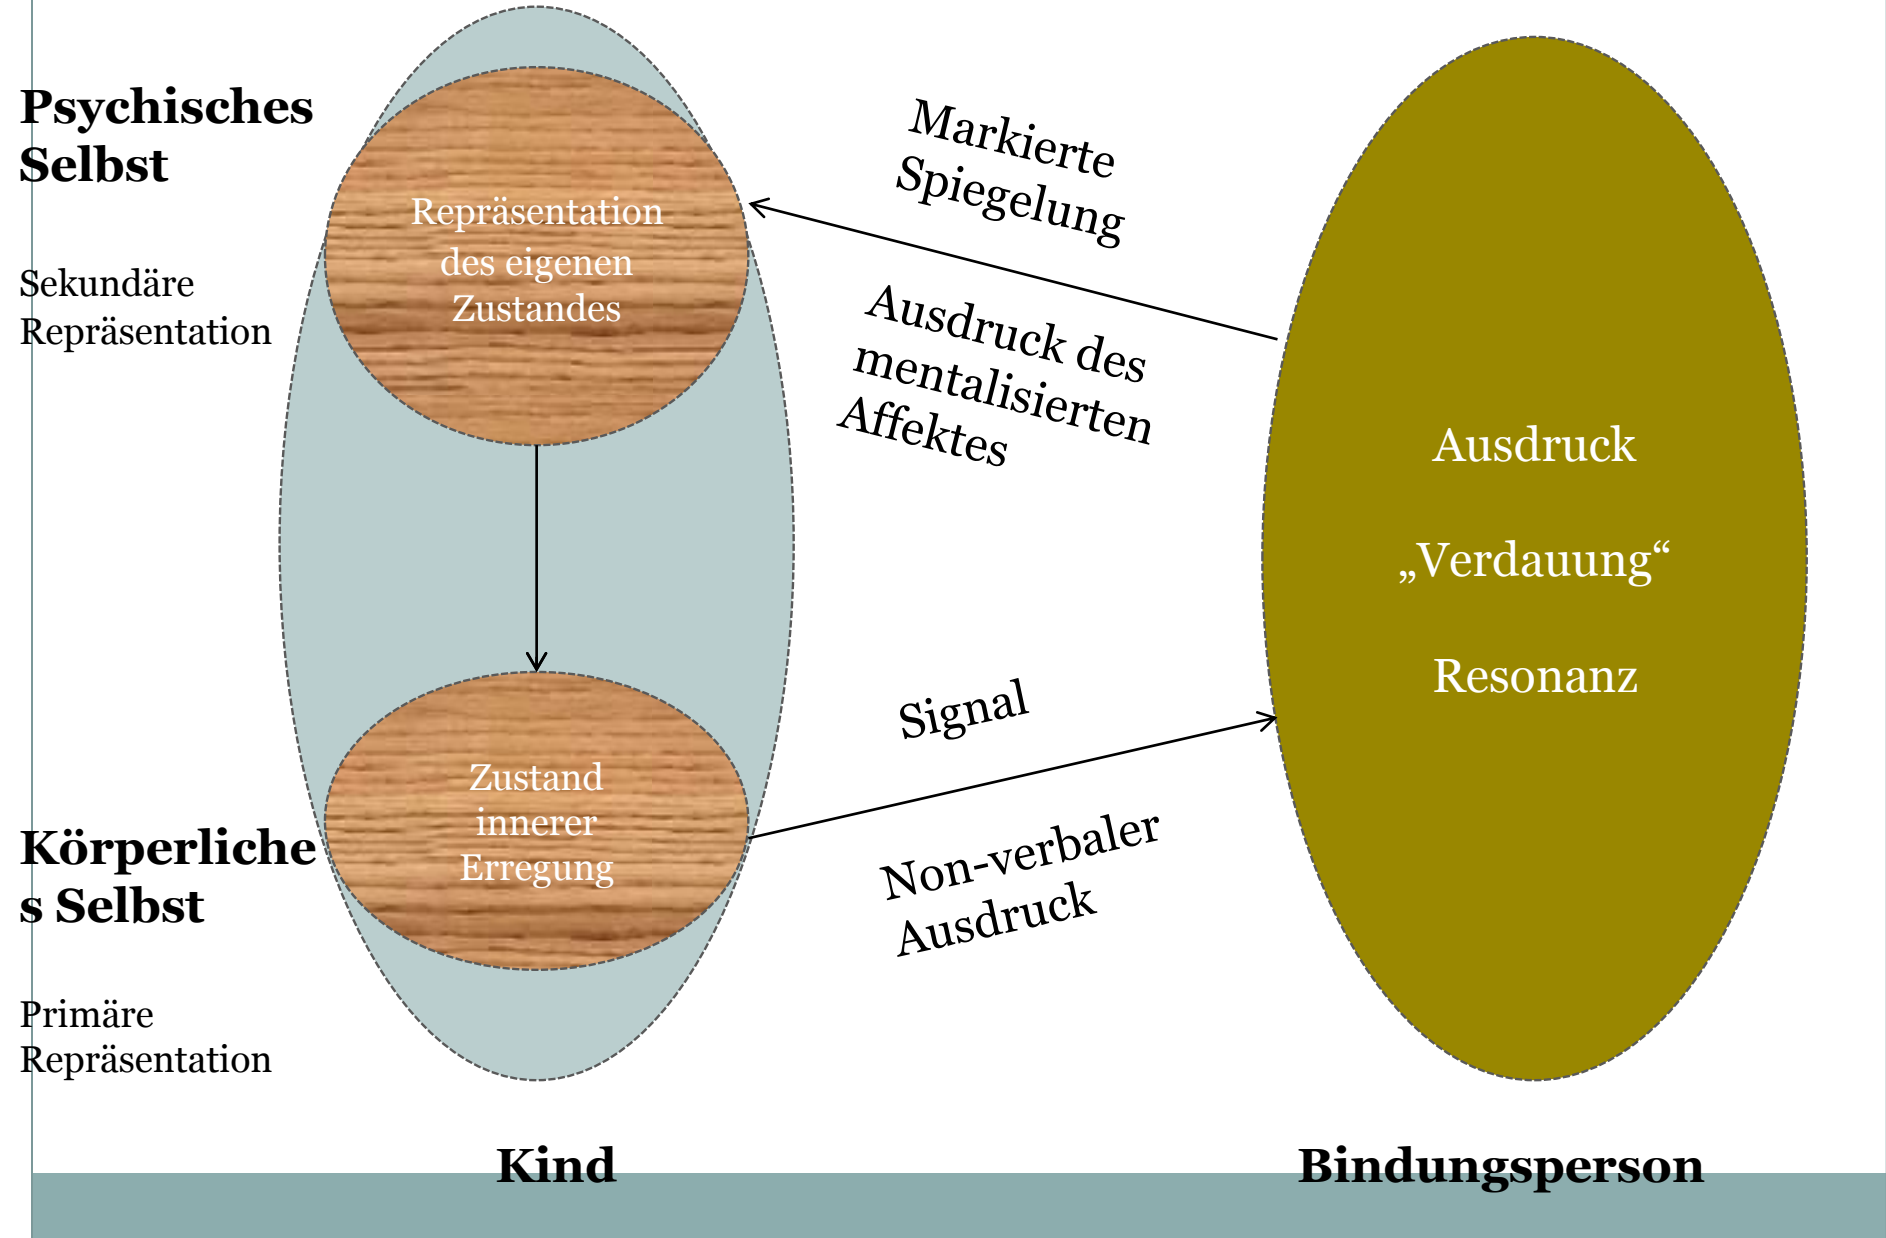 Psychisches
Selbst
Sekundäre
Repräsentation
Repräsentation
des eigenen
Zustandes
Markierte
Spiegelung
Ausdruck des
mentalisierten
Affektes
Ausdruck
„Verdauung“
Resonanz
Körperliche
s Selbst
Primäre
Repräsentation
Zustand
innerer
Erregung
Signal
Non-verbaler
Ausdruck
Kind
Bindungsperson